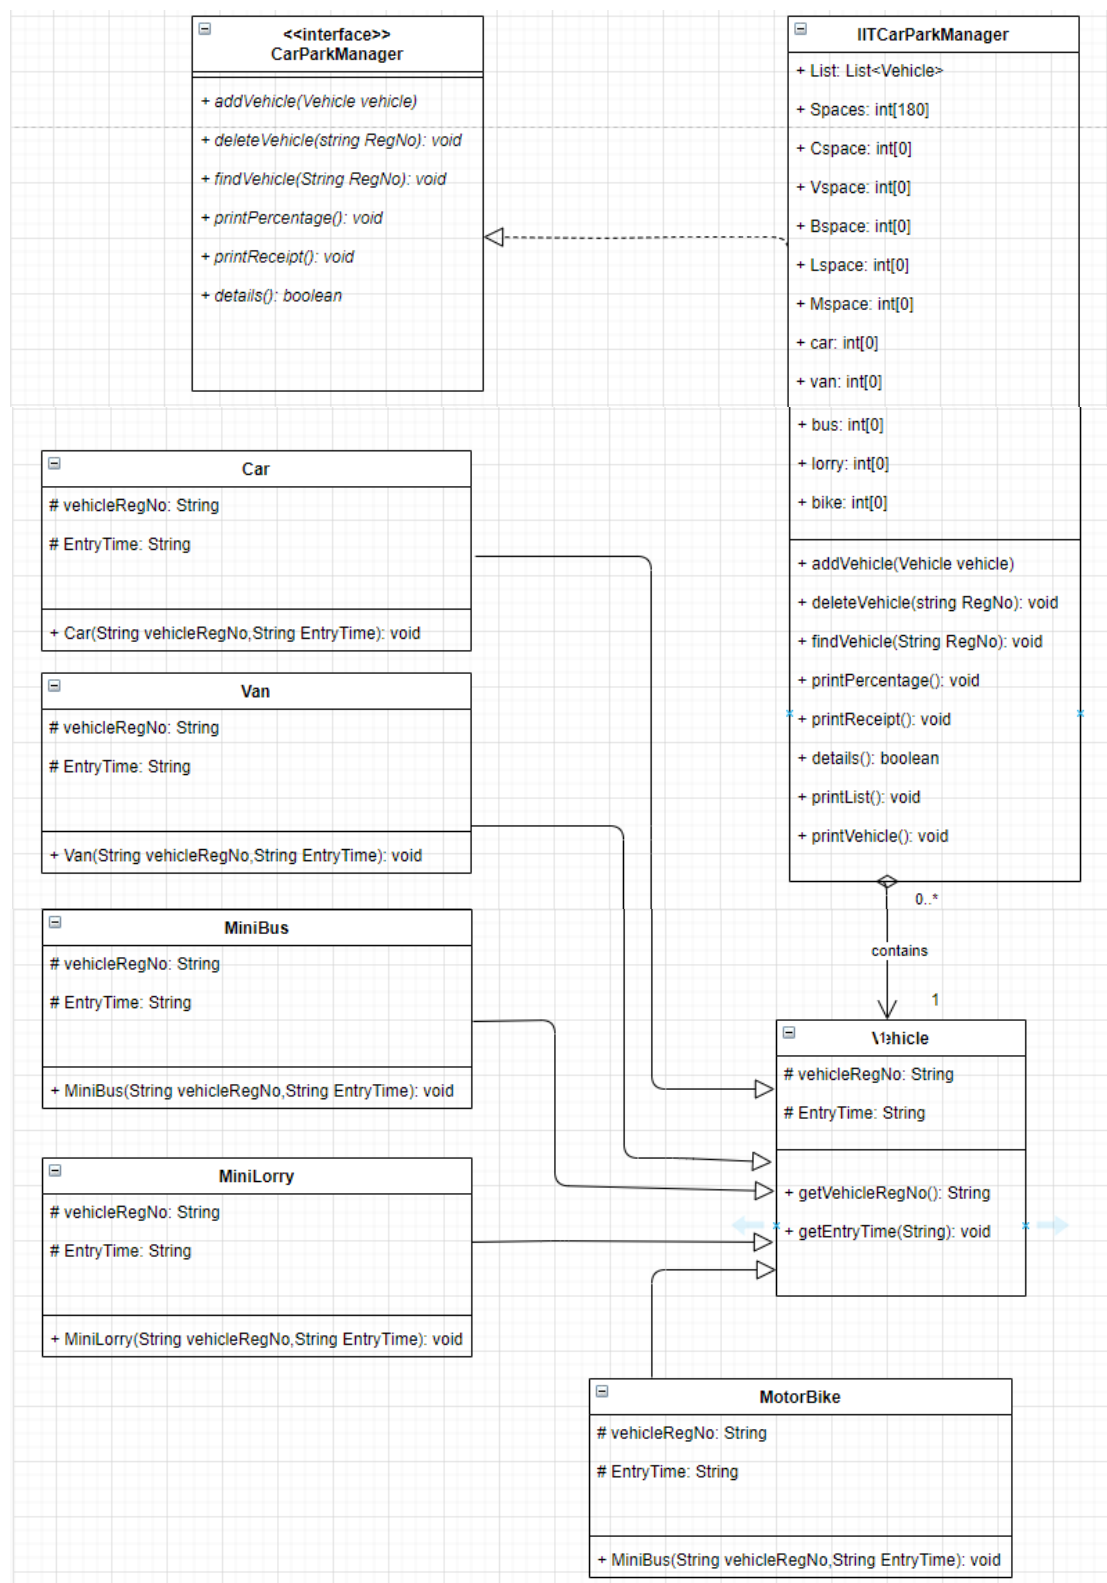 <<interface>>
CarParkManager
+ addVehicle(Vehicle vehicle)
+ deleteVehicle(string RegNo): void
+ findVehicle(String RegNo): void
+ printPercentage(): void
+ printReceipt(): void
+ details(): boolean
IITCarParkManager
+ List: List<Vehicle>
+ Spaces: int[180]
+ Cspace: int[0]
+ Vspace: int[0]
+ Bspace: int[0]
+ Lspace: int[0]
+ Mspace: int[0]
+ car: int[0]
+ van: int[0]
+ bus: int[0]
+ lorry: int[0]
+ bike: int[0]
+ addVehicle(Vehicle vehicle)
+ deleteVehicle(string RegNo): void
+ findVehicle(String RegNo): void
+ printPercentage(): void
+ printReceipt(): void
+ details(): boolean
+ printList(): void
+ printVehicle(): void
Car
# vehicleRegNo: String
# EntryTime: String
+ Car(String vehicleRegNo,String EntryTime): void
Van
# vehicleRegNo: String
# EntryTime: String
+ Van(String vehicleRegNo,String EntryTime): void
MiniBus
# vehicleRegNo: String
# EntryTime: String
+ MiniBus(String vehicleRegNo,String EntryTime): void
MiniLorry
# vehicleRegNo: String
# EntryTime: String
+ MiniLorry(String vehicleRegNo,String EntryTime): void
0..*
contains
1
Vehicle
# vehicleRegNo: String
# EntryTime: String
+ getVehicleRegNo(): String
+ getEntryTime(String): void
MotorBike
# vehicleRegNo: String
# EntryTime: String
+ MiniBus(String vehicleRegNo,String EntryTime): void